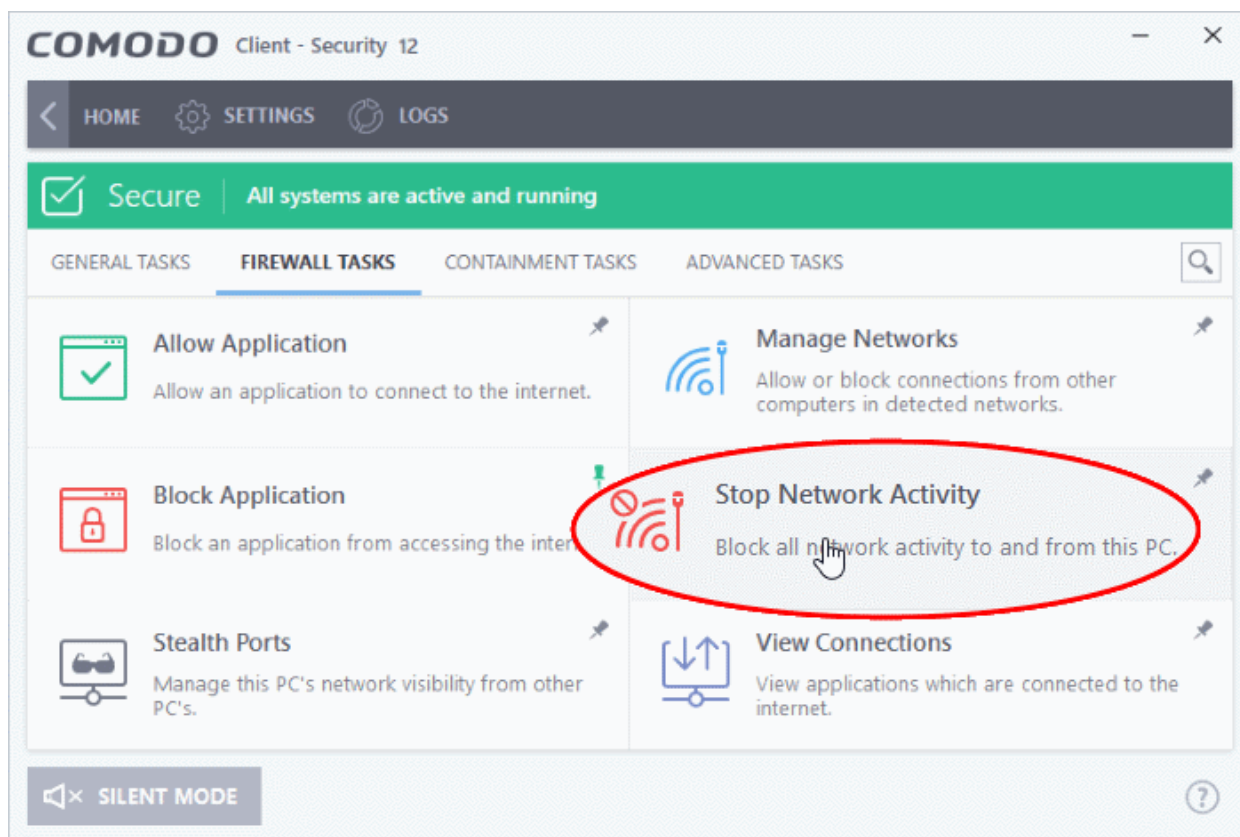 COMODO Client - Security 12
HOME SETTINGS LOGS
Secure All systems are active and running
GENERAL TASKS FIREWALL TASKS CONTAINMENT TASKS ADVANCED TASKS
Allow Application
Allow an application to connect to the internet.
Manage Networks
Allow or block connections from other
computers in detected networks.
Block Application
Block an application from accessing the
Stop Network Activity
Block all network activity to and from this PC.
Stealth Ports
Manage this PC's network visibility from other
PC's.
View Connections
View applications which are connected to the
internet.
SILENT MODE
?